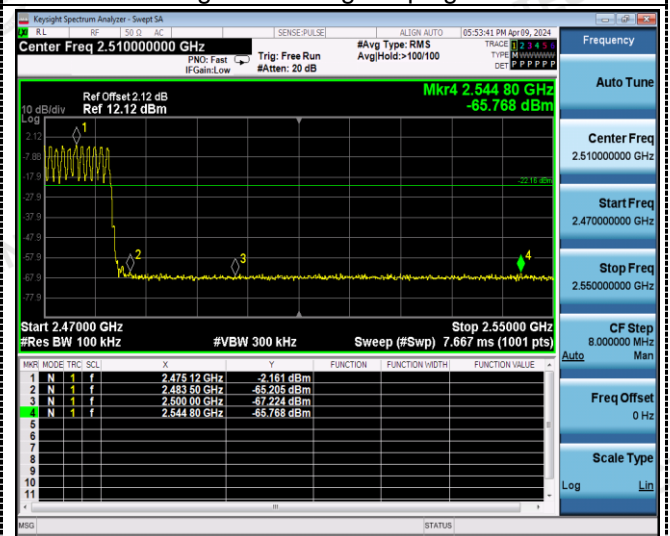 Keysight Spectrum Analyzer - Swept SA
RL RF 50 Ω AC SENSE:PULSE ALIGN AUTO 05:53:41 PM Apr 09, 2024
Center Freq 2.510000000 GHz
PNO: Fast
IFGain:Low
Trig: Free Run
#Atten: 20 dB
#Avg Type: RMS
Avg|Hold:>100/100
TRACE 1 2 3 4 5 6
TYPE M W W W W W
DET P P P P P P
Ref Offset 2.12 dB
10 dB/div Ref 12.12 dBm
Log
Mkr4 2.544 80 GHz
-65.768 dBm
2.12
-7.88
-17.9
-27.9
-37.9
-47.9
-57.9
-67.9
-77.9
1
2
3
4
-22.16 dBm
Start 2.47000 GHz Stop 2.55000 GHz
#Res BW 100 kHz #VBW 300 kHz Sweep (#Swp) 7.667 ms (1001 pts)
MKR MODE TRC SCL X Y FUNCTION FUNCTION WIDTH FUNCTION VALUE
1 N 1 f 2.475 12 GHz -2.161 dBm
2 N 1 f 2.483 50 GHz -65.205 dBm
3 N 1 f 2.500 00 GHz -67.224 dBm
4 N 1 f 2.544 80 GHz -65.768 dBm
5
6
7
8
9
10
11
MSG STATUS
Frequency
Auto Tune
Center Freq
2.510000000 GHz
Start Freq
2.470000000 GHz
Stop Freq
2.550000000 GHz
CF Step
8.000000 MHz
Auto Man
Freq Offset
0 Hz
Scale Type
Log Lin